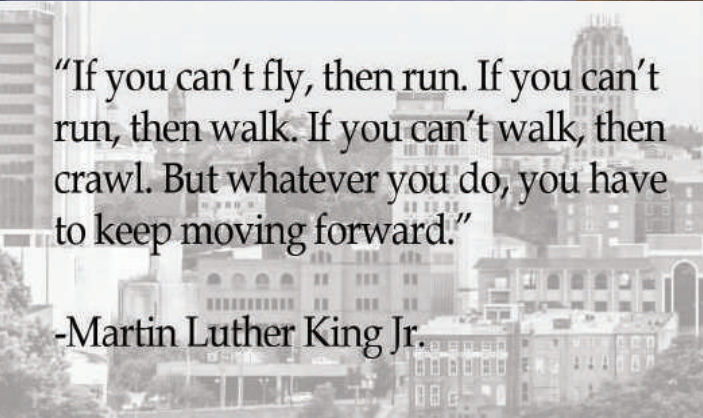 “If you can’t fly, then run. If you can’t
run, then walk. If you can’t walk, then
crawl. But whatever you do, you have
to keep moving forward.”
-Martin Luther King Jr.